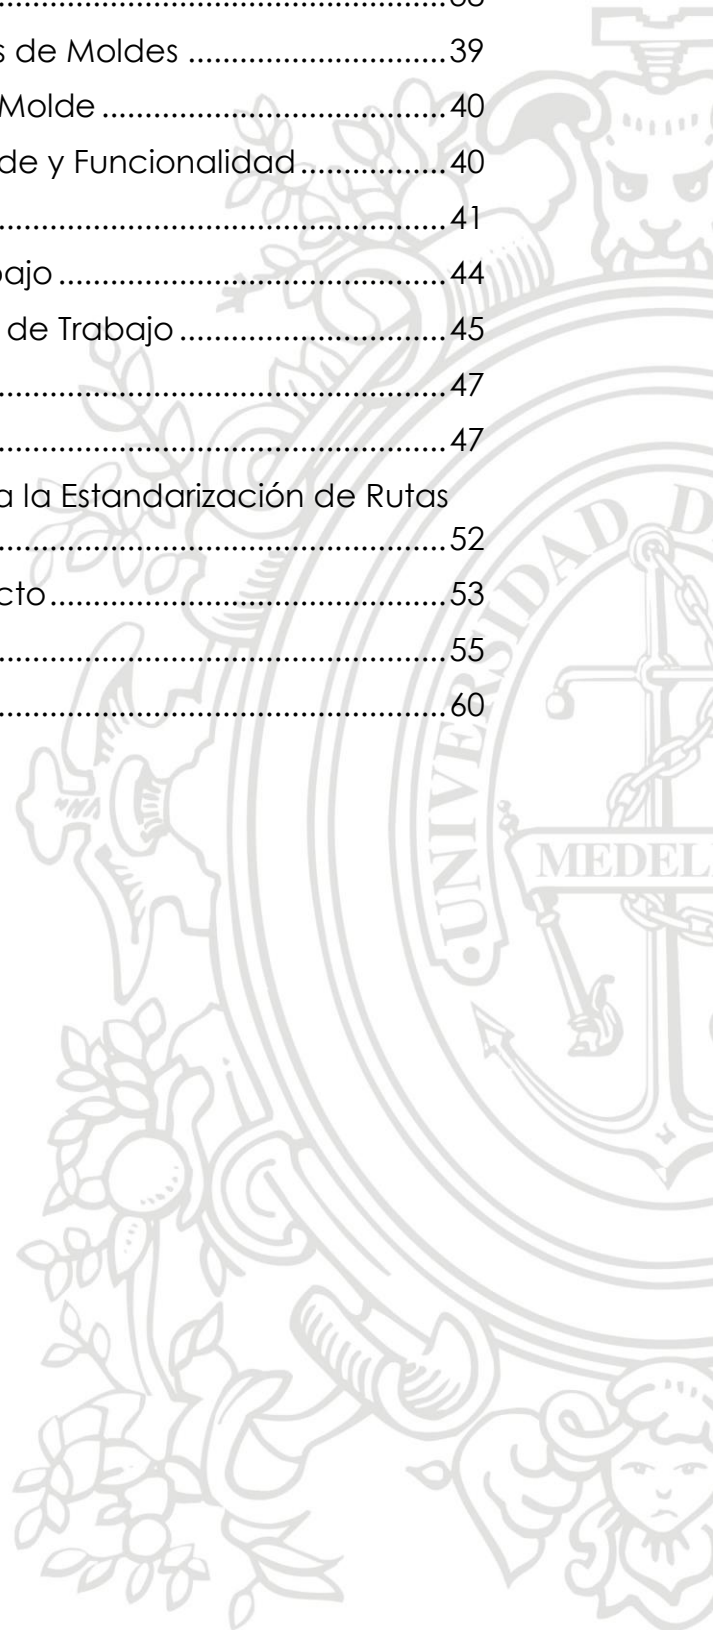 s de Moldes ..............................39
Molde........................................40
de y Funcionalidad.................40
....................................................41
ajo .............................................44
de Trabajo ...............................45
....................................................47
....................................................47
a la Estandarización de Rutas
....................................................52
cto..............................................53
....................................................55
....................................................60
UNIVERSIDAD D
MEDEL